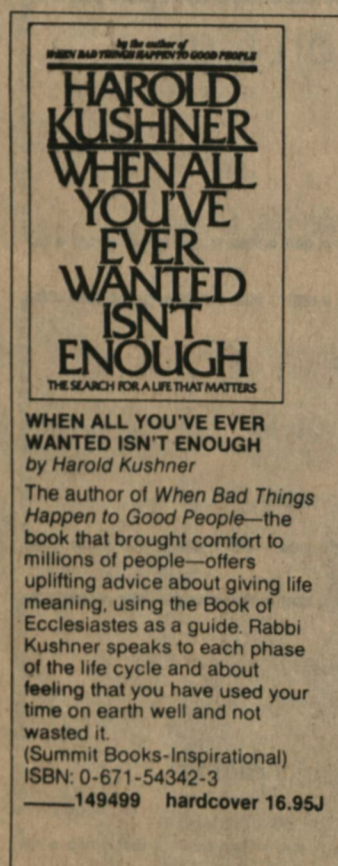 by the author of
WHEN BAD THINGS HAPPEN TO GOOD PEOPLE
HAROLD
KUSHNER
WHEN ALL
YOU'VE
EVER
WANTED
ISN'T
ENOUGH
THE SEARCH FOR A LIFE THAT MATTERS
WHEN ALL YOU'VE EVER
WANTED ISN'T ENOUGH
by Harold Kushner
The author of When Bad Things
Happen to Good People—the
book that brought comfort to
millions of people—offers
uplifting advice about giving life
meaning, using the Book of
Ecclesiastes as a guide. Rabbi
Kushner speaks to each phase
of the life cycle and about
feeling that you have used your
time on earth well and not
wasted it.
(Summit Books-Inspirational)
ISBN: 0-671-54342-3
____149499 hardcover 16.95J